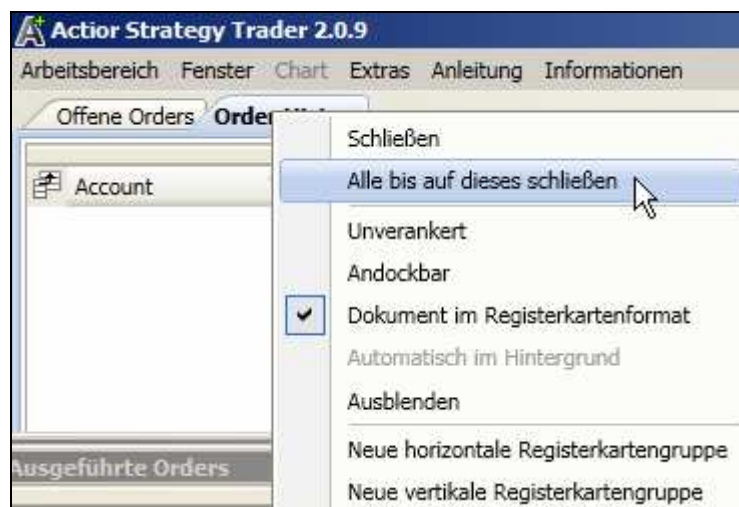 Actior Strategy Trader 2.0.9
Arbeitsbereich Fenster Chart Extras Anleitung Informationen
Offene Orders
Account
Schließen
Alle bis auf dieses schließen
Unverankert
Andockbar
Dokument im Registerkartenformat
Automatisch im Hintergrund
Ausblenden
Neue horizontale Registerkartengruppe
Neue vertikale Registerkartengruppe
Ausgeführte Orders